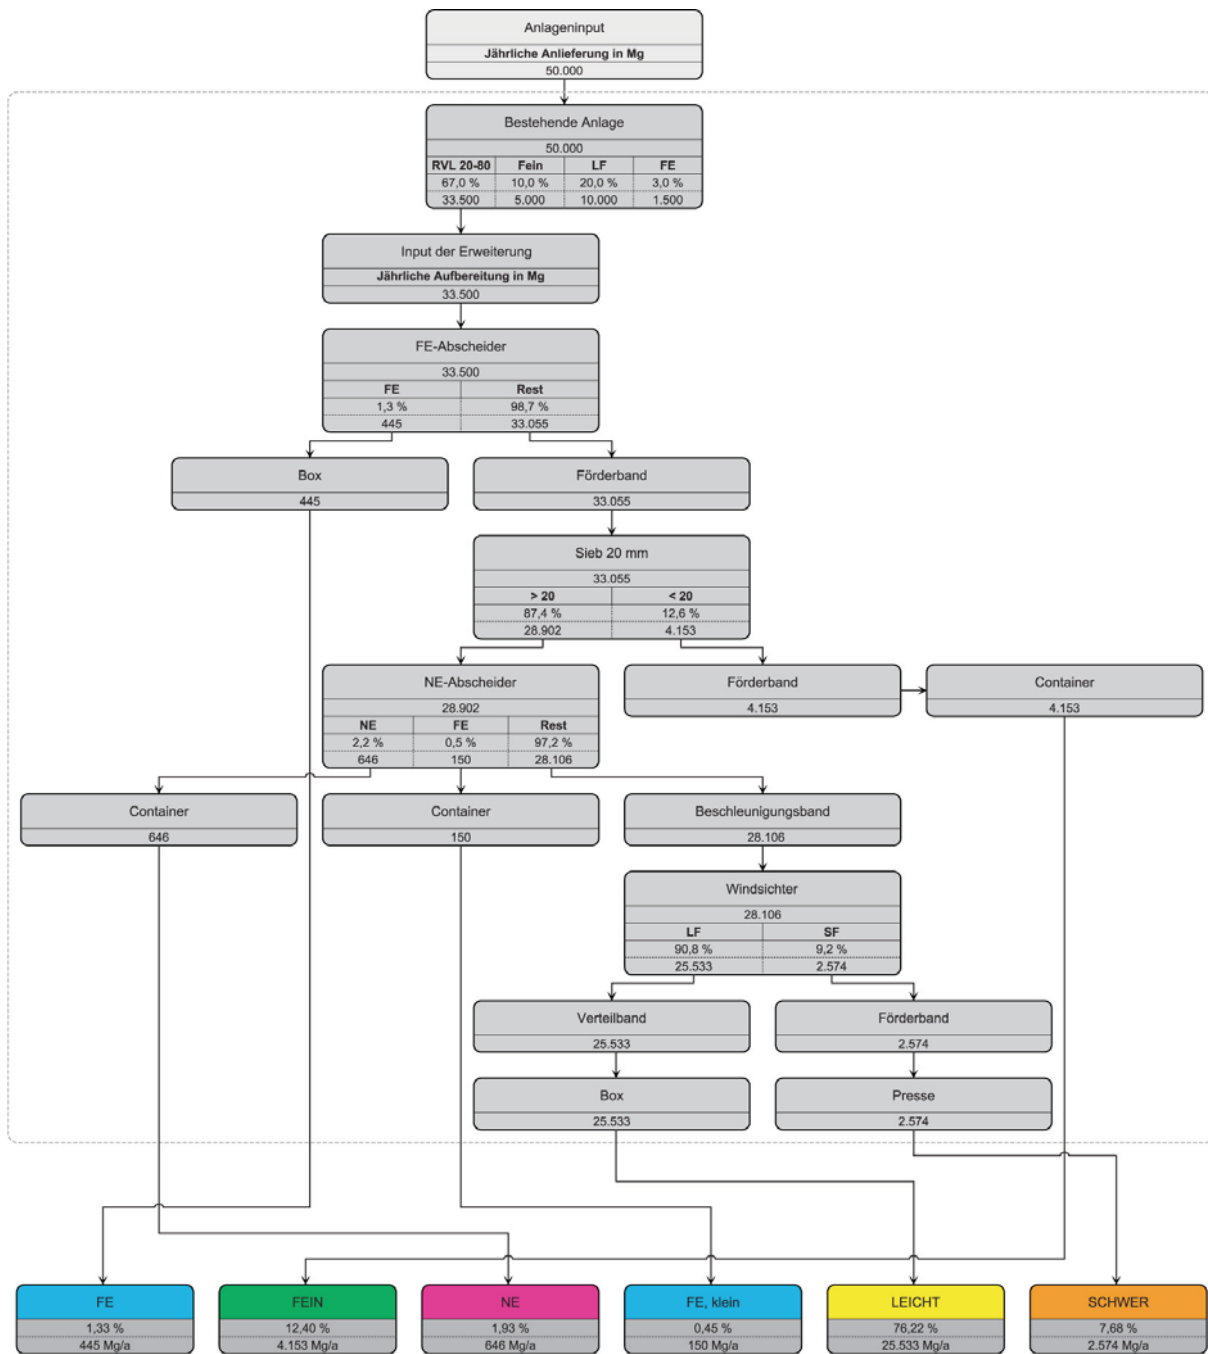 Anlageninput
Jährliche Anlieferung in Mg
50.000
Bestehende Anlage
50.000
RVL 20-80 Fein LF FE
67,0 % 10,0 % 20,0 % 3,0 %
33.500 5.000 10.000 1.500
Input der Erweiterung
Jährliche Aufbereitung in Mg
33.500
FE-Abscheider
33.500
FE Rest
1,3 % 98,7 %
445 33.055
Box Förderband
445 33.055
Sieb 20 mm
33.055
> 20 < 20
87,4 % 12,6 %
28.902 4.153
NE-Abscheider Förderband Container
28.902 4.153 4.153
NE FE Rest
2,2 % 0,5 % 97,2 %
646 150 28.106
Container Container Beschleunigungsband
646 150 28.106
Windsichter
28.106
LF SF
90,8 % 9,2 %
25.533 2.574
Verteilband Förderband
25.533 2.574
Box Presse
25.533 2.574
FE FEIN NE FE, klein LEICHT SCHWER
1,33 % 12,40 % 1,93 % 0,45 % 76,22 % 7,68 %
445 Mg/a 4.153 Mg/a 646 Mg/a 150 Mg/a 25.533 Mg/a 2.574 Mg/a